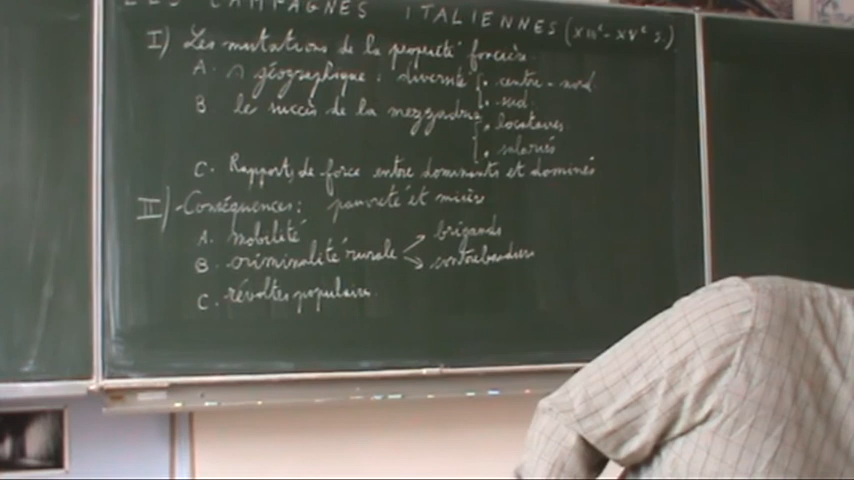 LES CAMPAGNES ITALIENNES (XIIIe - XVe S.)
I) Les mutations de la propriété foncière
A. géographique : diversité . centre-nord
. sud
B. le succès de la mezzadria . locataires
. salariés
C. Rapports de force entre dominants et dominés
II) - Conséquences : pauvreté et misère
A. mobilité
brigands
B. criminalité rurale
contrebandiers
C. révoltes populaires